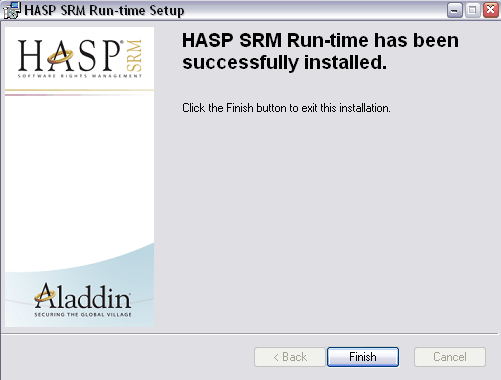 HASP SRM Run-time Setup
HASP® SRM
SOFTWARE RIGHTS MANAGEMENT
HASP SRM Run-time has been
successfully installed.
Click the Finish button to exit this installation.
Aladdin
SECURING THE GLOBAL VILLAGE
< Back
Finish
Cancel